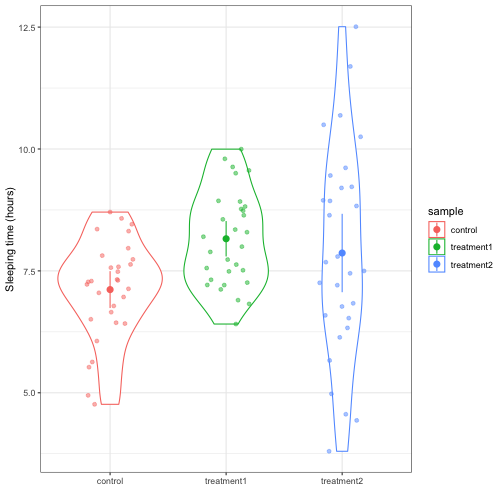 12.5
10.0
7.5
5.0
Sleeping time (hours)
control
treatment1
treatment2
sample
control
treatment1
treatment2